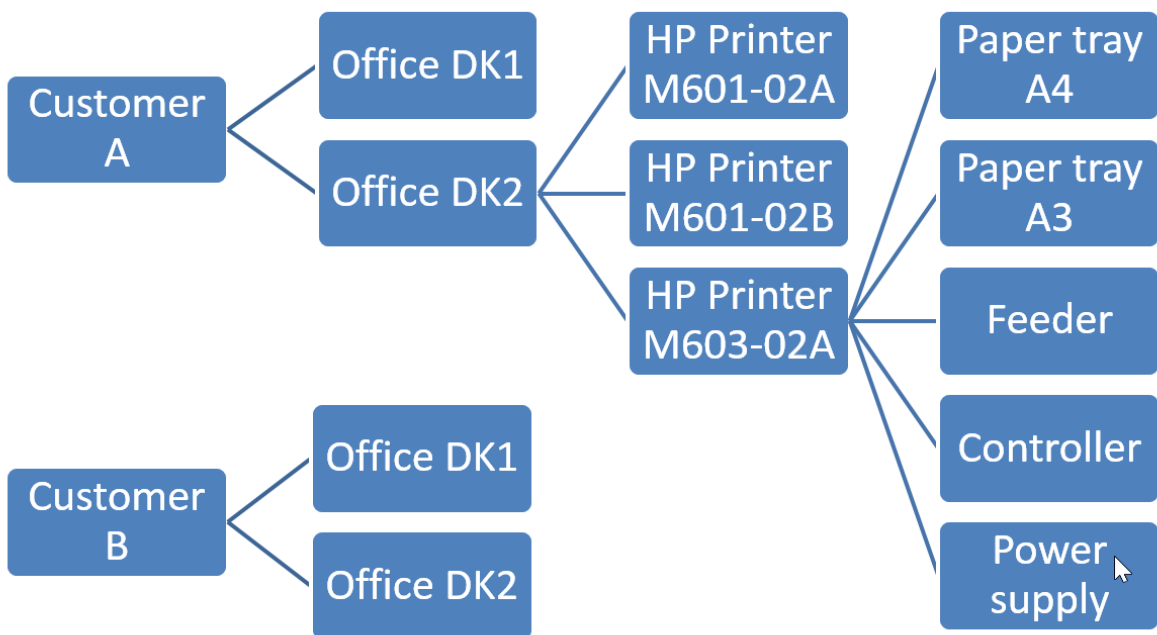 Customer
A
Office DK1
Office DK2
HP Printer
M601-02A
HP Printer
M601-02B
HP Printer
M603-02A
Paper tray
A4
Paper tray
A3
Feeder
Controller
Power
supply
Customer
B
Office DK1
Office DK2